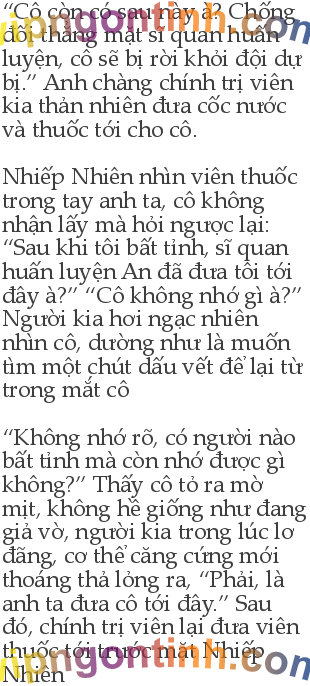 “Cô còn có sau này à? Chống
đối thẳng mặt sĩ quan huấn
luyện, cô sẽ bị rời khỏi đội dự
bị.” Anh chàng chính trị viên
kia thản nhiên đưa cốc nước
và thuốc tới cho cô.
Nhiếp Nhiên nhìn viên thuốc
trong tay anh ta, cô không
nhận lấy mà hỏi ngược lại:
“Sau khi tôi bất tỉnh, sĩ quan
huấn luyện An đã đưa tôi tới
đây à?” “Cô không nhớ gì à?”
Người kia hơi ngạc nhiên
nhìn cô, dường như là muốn
tìm một chút dấu vết để lại từ
trong mắt cô
“Không nhớ rõ, có người nào
bất tỉnh mà còn nhớ được gì
không?” Thấy cô tỏ ra mờ
mịt, không hề giống như đang
giả vờ, người kia trong lúc lơ
đãng, cơ thể căng cứng mới
thoáng thả lỏng ra, “Phải, là
anh ta đưa cô tới đây.” Sau
đó, chính trị viên lại đưa viên
thuốc tới trước mặt Nhiếp
Nhiên